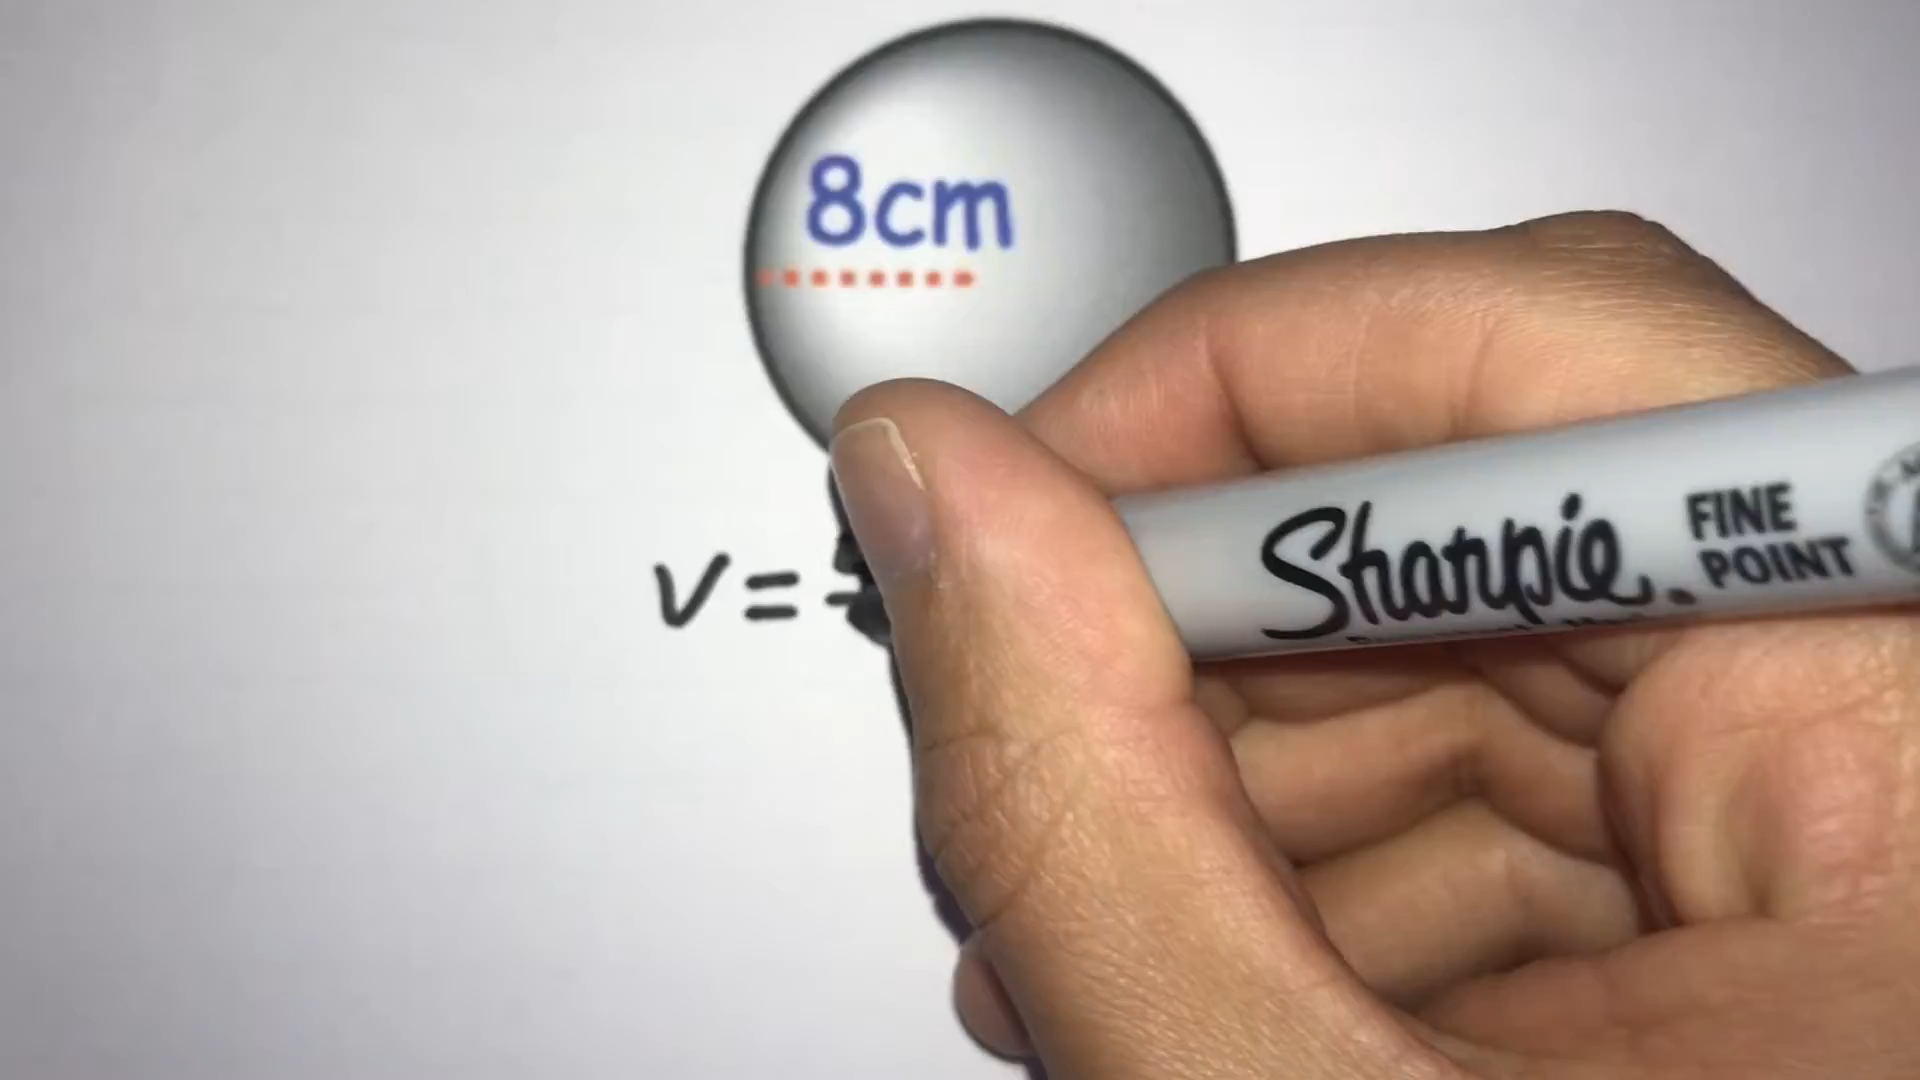 8cm
V =
Sharpie.
FINE
POINT